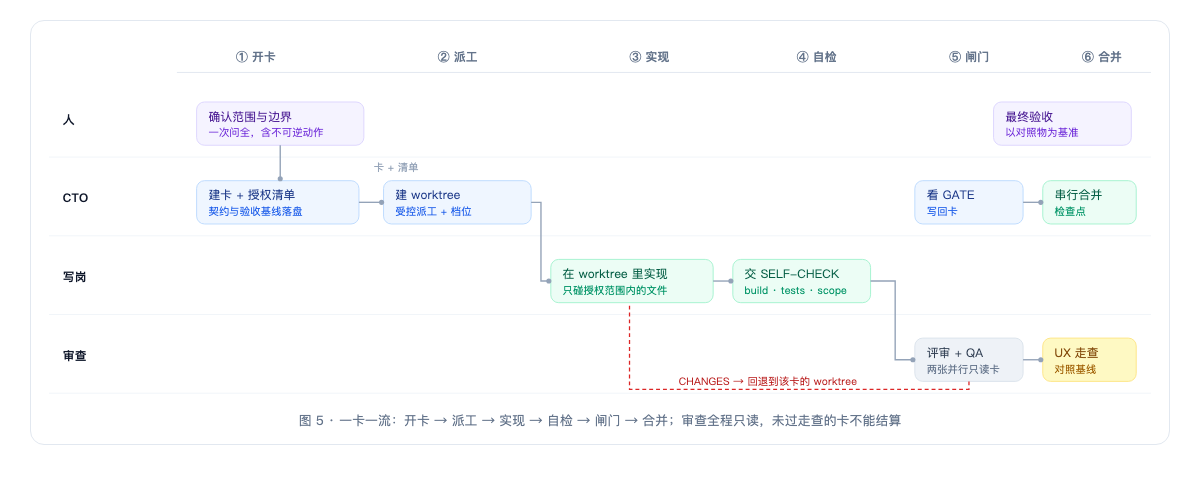 ① 开卡
② 派工
③ 实现
④ 自检
⑤ 闸门
⑥ 合并
人
确认范围与边界
一次问全，含不可逆动作
最终验收
以对照物为基准
卡 + 清单
CTO
建卡 + 授权清单
契约与验收基线落盘
建 worktree
受控派工 + 档位
看 GATE
写回卡
串行合并
检查点
写岗
在 worktree 里实现
只碰授权范围内的文件
交 SELF-CHECK
build · tests · scope
审查
评审 + QA
两张并行只读卡
UX 走查
对照基线
CHANGES → 回退到该卡的 worktree
图 5 · 一卡一流：开卡 → 派工 → 实现 → 自检 → 闸门 → 合并；审查全程只读，未过走查的卡不能结算